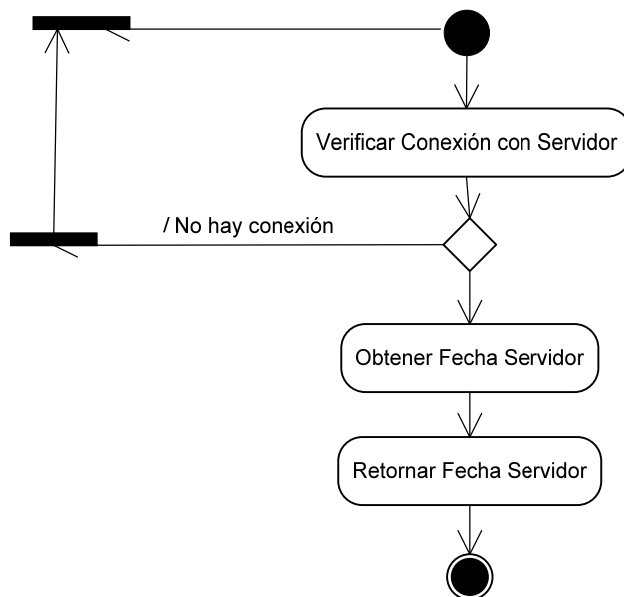 Verificar Conexión con Servidor
/ No hay conexión
Obtener Fecha Servidor
Retornar Fecha Servidor